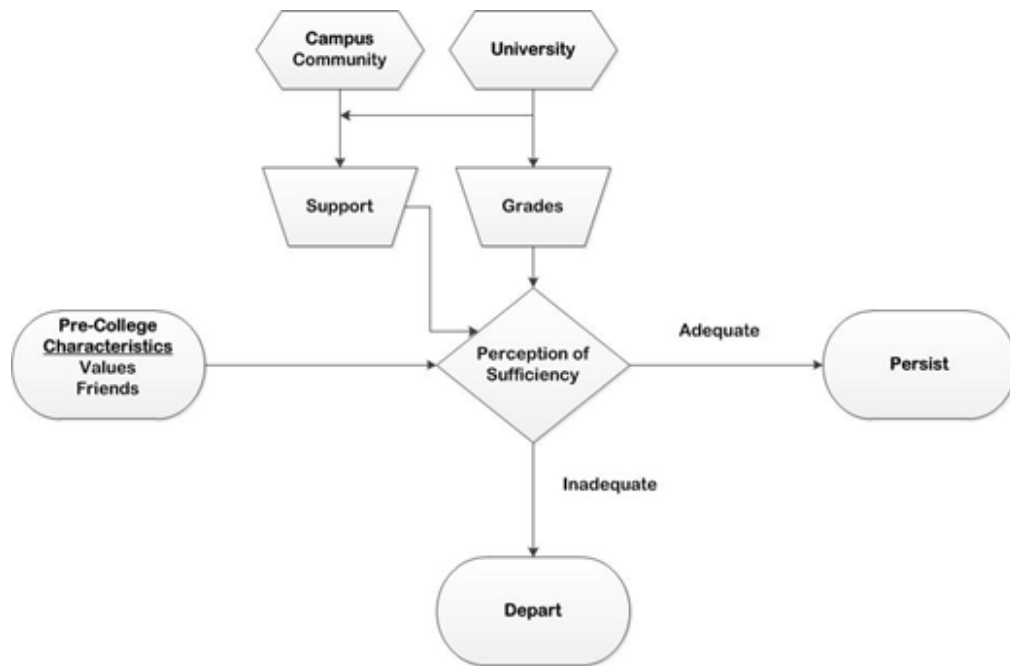 Campus
Community
University
Support
Grades
Pre-College
Characteristics
Values
Friends
Perception of
Sufficiency
Adequate
Persist
Inadequate
Depart